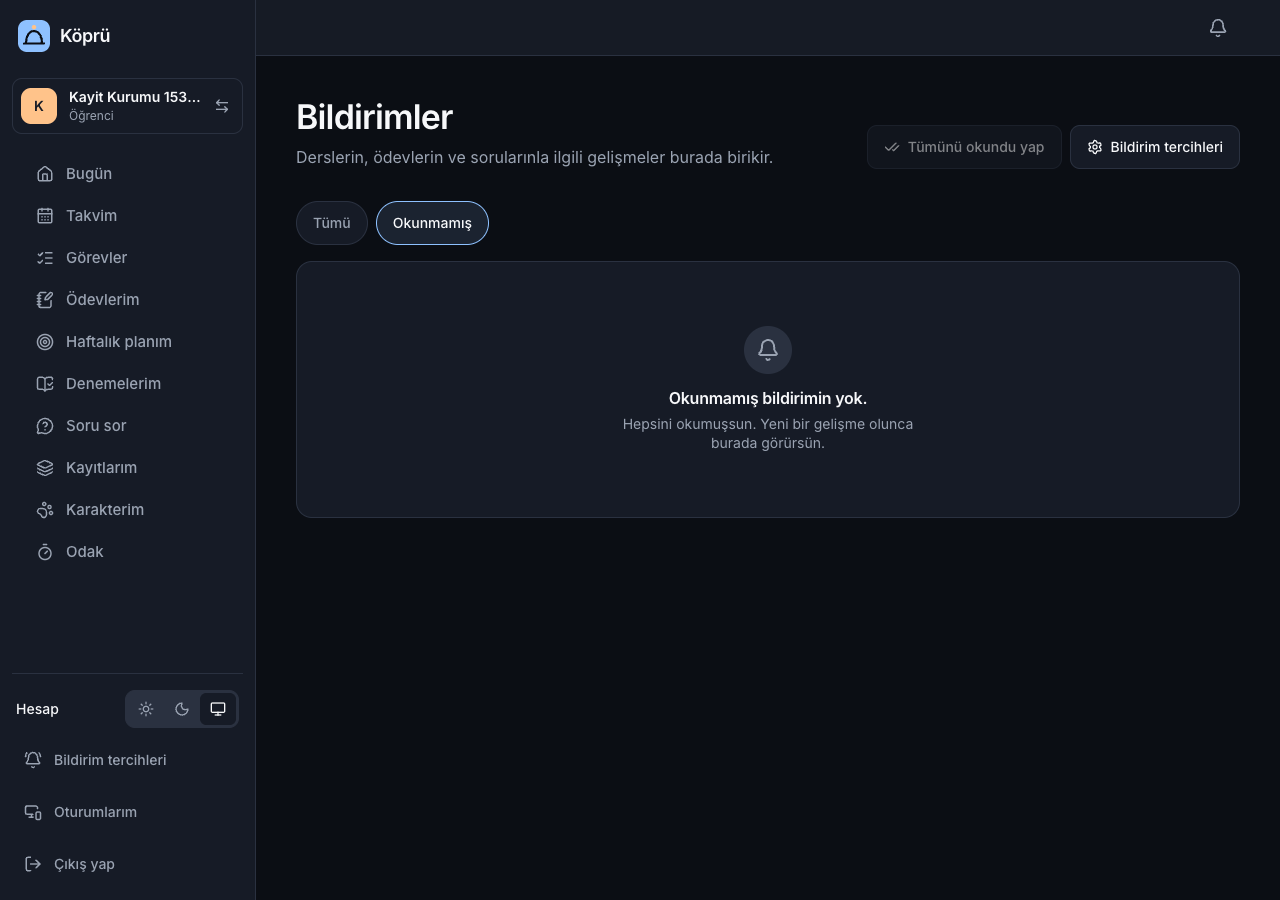 Köprü
K
Kayit Kurumu 153...
Öğrenci
Bugün
Takvim
Görevler
Ödevlerim
Haftalık planım
Denemelerim
Soru sor
Kayıtlarım
Karakterim
Odak
Hesap
Bildirim tercihleri
Oturumlarım
Çıkış yap
Bildirimler
Derslerin, ödevlerin ve sorularınla ilgili gelişmeler burada birikir.
Tümünü okundu yap
Bildirim tercihleri
Tümü
Okunmamış
Okunmamış bildirimin yok.
Hepsini okumuşsun. Yeni bir gelişme olunca
burada görürsün.